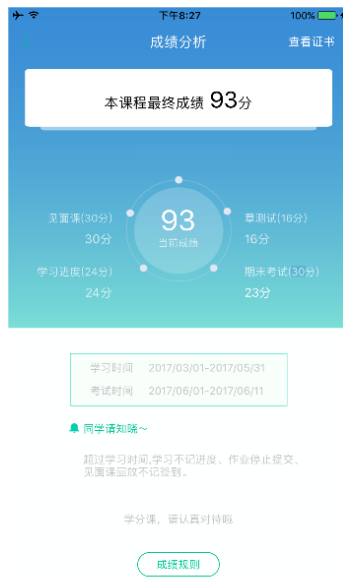 下午8:27
100%
成绩分析
查看证书
本课程最终成绩 93分
93
当前成绩
见面课(30分)
30分
章测试(16分)
16分
学习进度(24分)
24分
期末考试(30分)
23分
学习时间 2017/03/01-2017/05/31
考试时间 2017/06/01-2017/06/11
同学请知晓~
超过学习时间,学习不记进度、作业停止提交、
见面课回放不记签到。
学分课，请认真对待啦
成绩规则